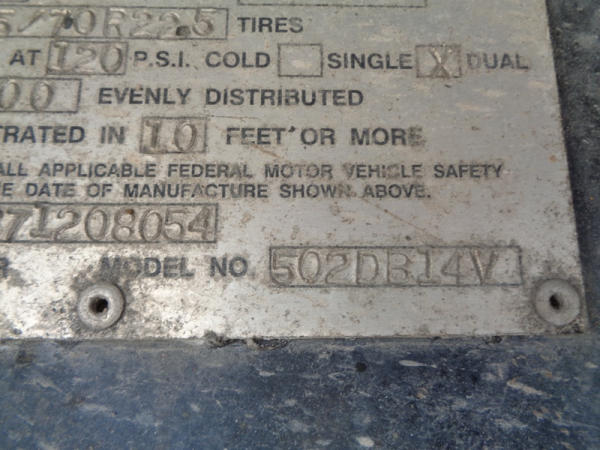 5/70R22.5 TIRES
AT 120 P.S.I. COLD SINGLE X DUAL
00 EVENLY DISTRIBUTED
TRATED IN 10 FEET OR MORE
ALL APPLICABLE FEDERAL MOTOR VEHICLE SAFETY
E DATE OF MANUFACTURE SHOWN ABOVE.
271208054
R MODEL NO. 502DB14V